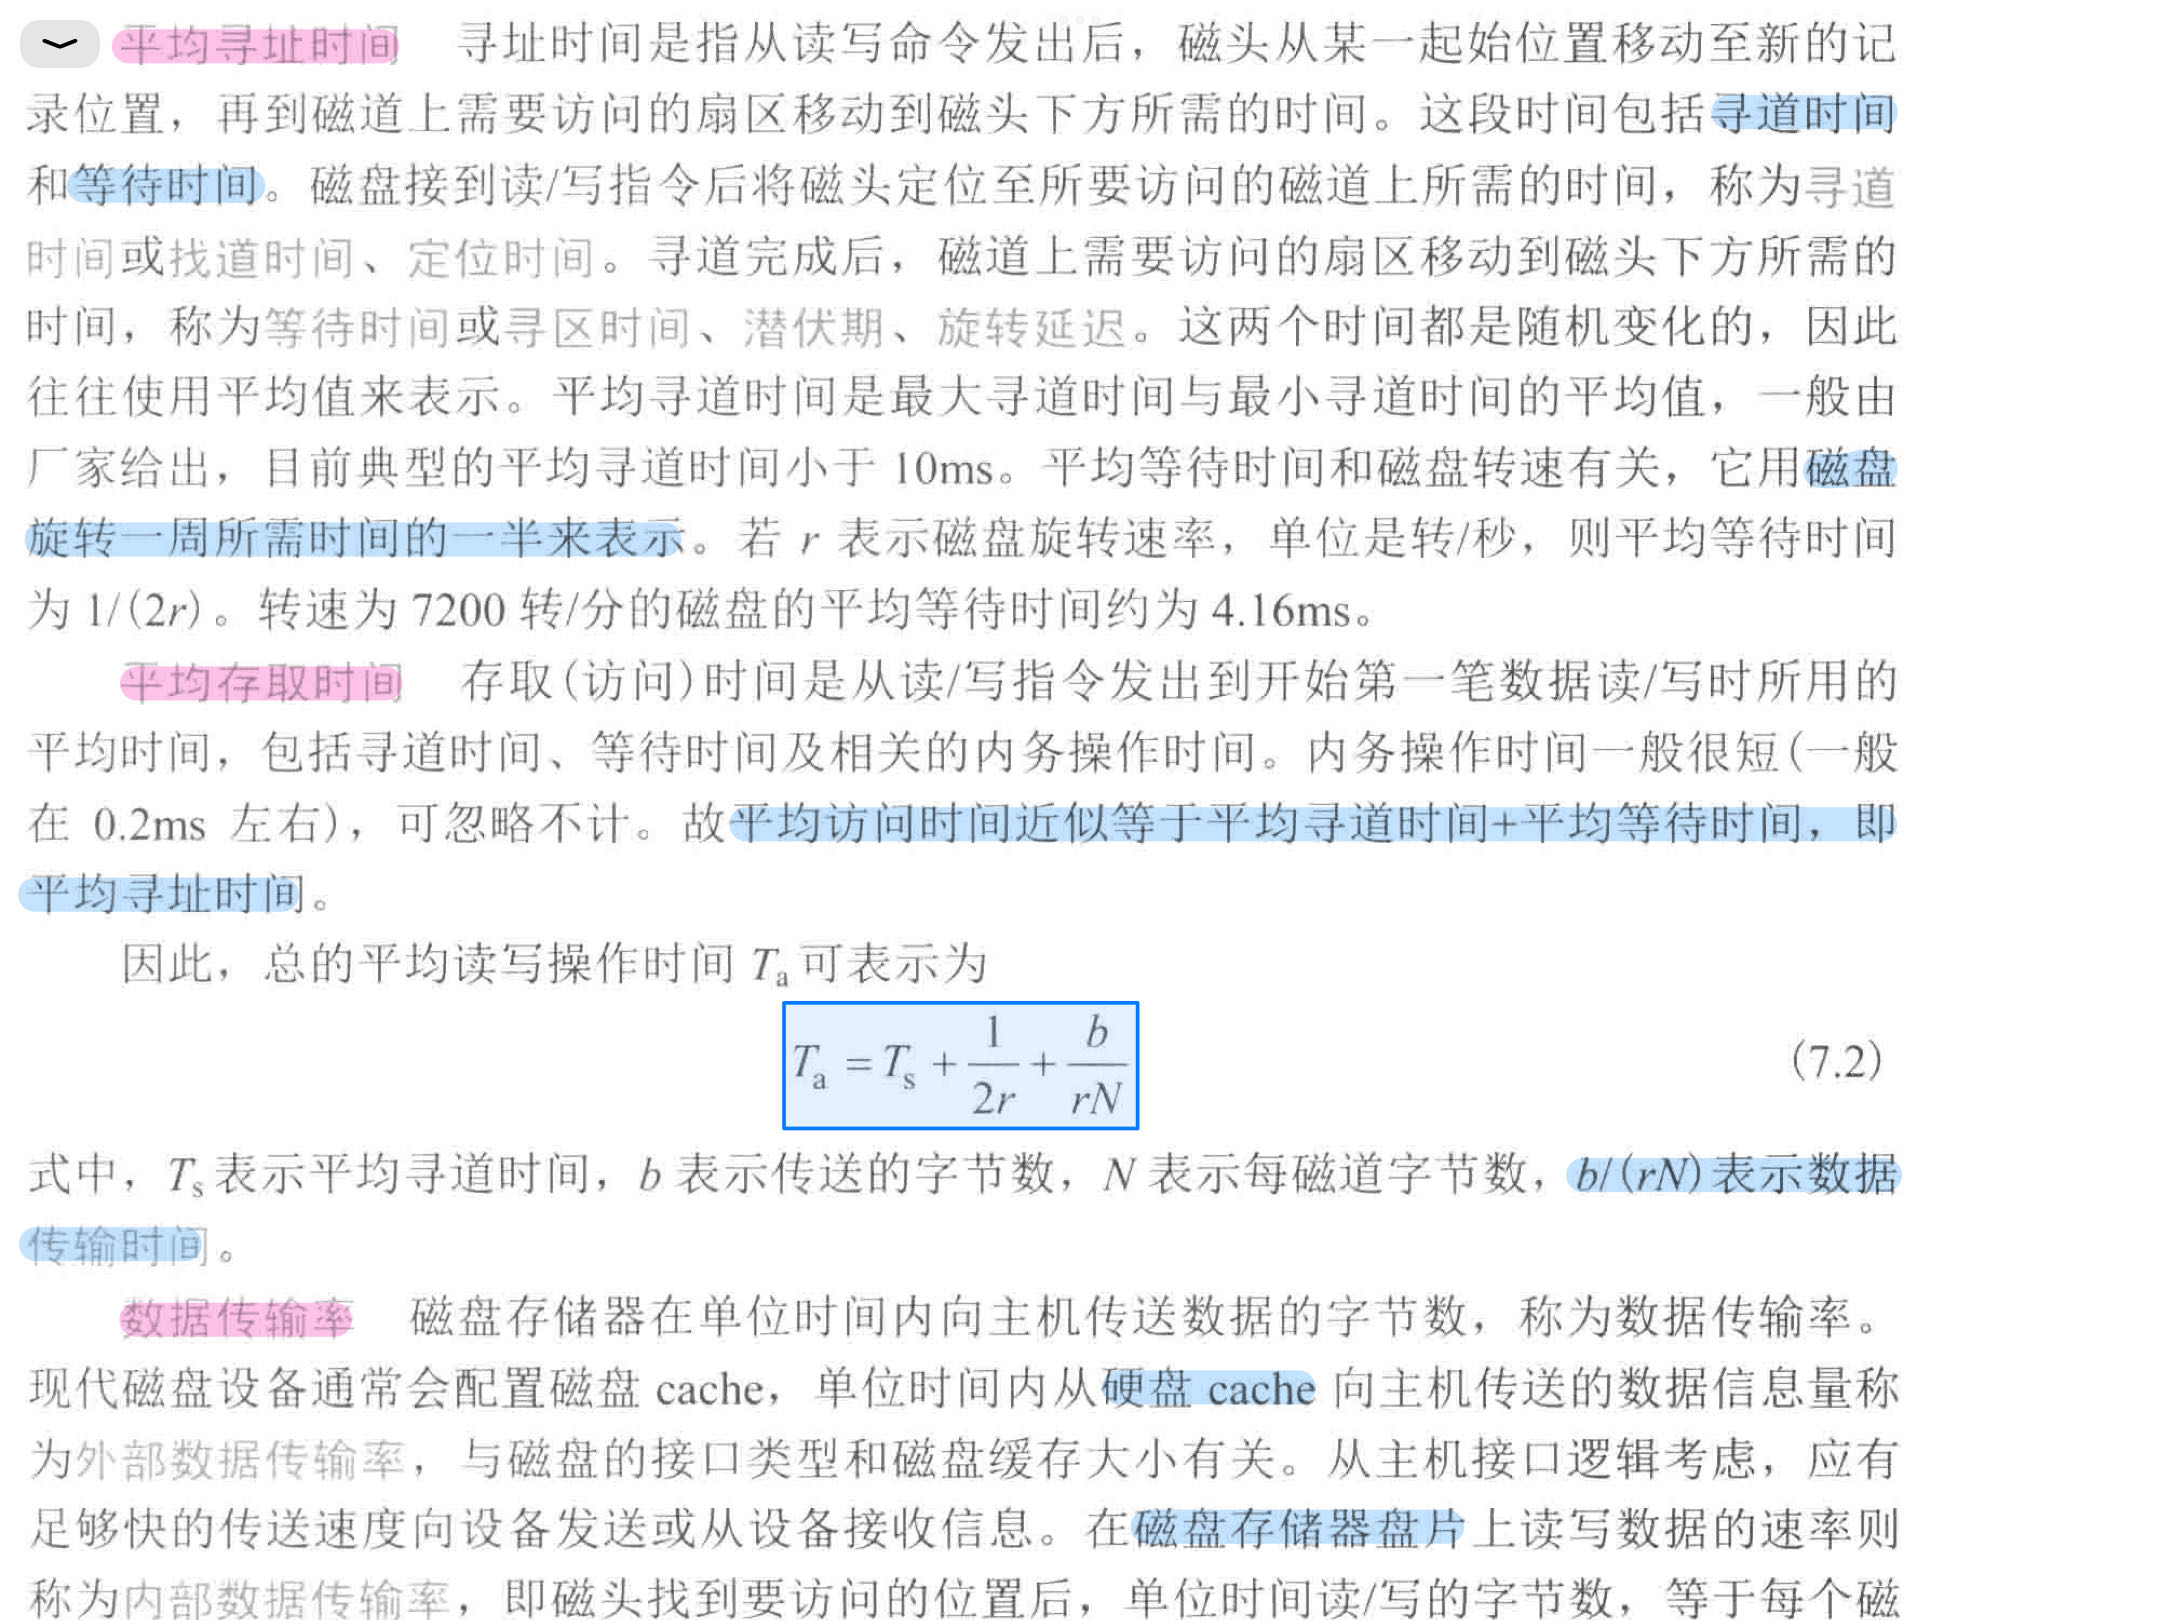 平均寻址时间 寻址时间是指从读写命令发出后，磁头从某一起始位置移动至新的记
录位置，再到磁道上需要访问的扇区移动到磁头下方所需的时间。这段时间包括寻道时间
和等待时间。磁盘接到读/写指令后将磁头定位至所要访问的磁道上所需的时间，称为寻道
时间或找道时间、定位时间。寻道完成后，磁道上需要访问的扇区移动到磁头下方所需的
时间，称为等待时间或寻区时间、潜伏期、旋转延迟。这两个时间都是随机变化的，因此
往往使用平均值来表示。平均寻道时间是最大寻道时间与最小寻道时间的平均值，一般由
厂家给出，目前典型的平均寻道时间小于 10ms。平均等待时间和磁盘转速有关，它用磁盘
旋转一周所需时间的一半来表示。若 r 表示磁盘旋转速率，单位是转/秒，则平均等待时间
为 1/(2r)。转速为 7200 转/分的磁盘的平均等待时间约为 4.16ms。
平均存取时间 存取(访问)时间是从读/写指令发出到开始第一笔数据读/写时所用的
平均时间，包括寻道时间、等待时间及相关的内务操作时间。内务操作时间一般很短(一般
在 0.2ms 左右)，可忽略不计。故平均访问时间近似等于平均寻道时间+平均等待时间，即
平均寻址时间。
因此，总的平均读写操作时间 Ta 可表示为
Ta = Ts + 1/2r + b/rN (7.2)
式中，Ts 表示平均寻道时间，b 表示传送的字节数，N 表示每磁道字节数，b/(rN)表示数据
传输时间。
数据传输率 磁盘存储器在单位时间内向主机传送数据的字节数，称为数据传输率。
现代磁盘设备通常会配置磁盘 cache，单位时间内从硬盘 cache 向主机传送的数据信息量称
为外部数据传输率，与磁盘的接口类型和磁盘缓存大小有关。从主机接口逻辑考虑，应有
足够快的传送速度向设备发送或从设备接收信息。在磁盘存储器盘片上读写数据的速率则
称为内部数据传输率，即磁头找到要访问的位置后，单位时间读/写的字节数，等于每个磁